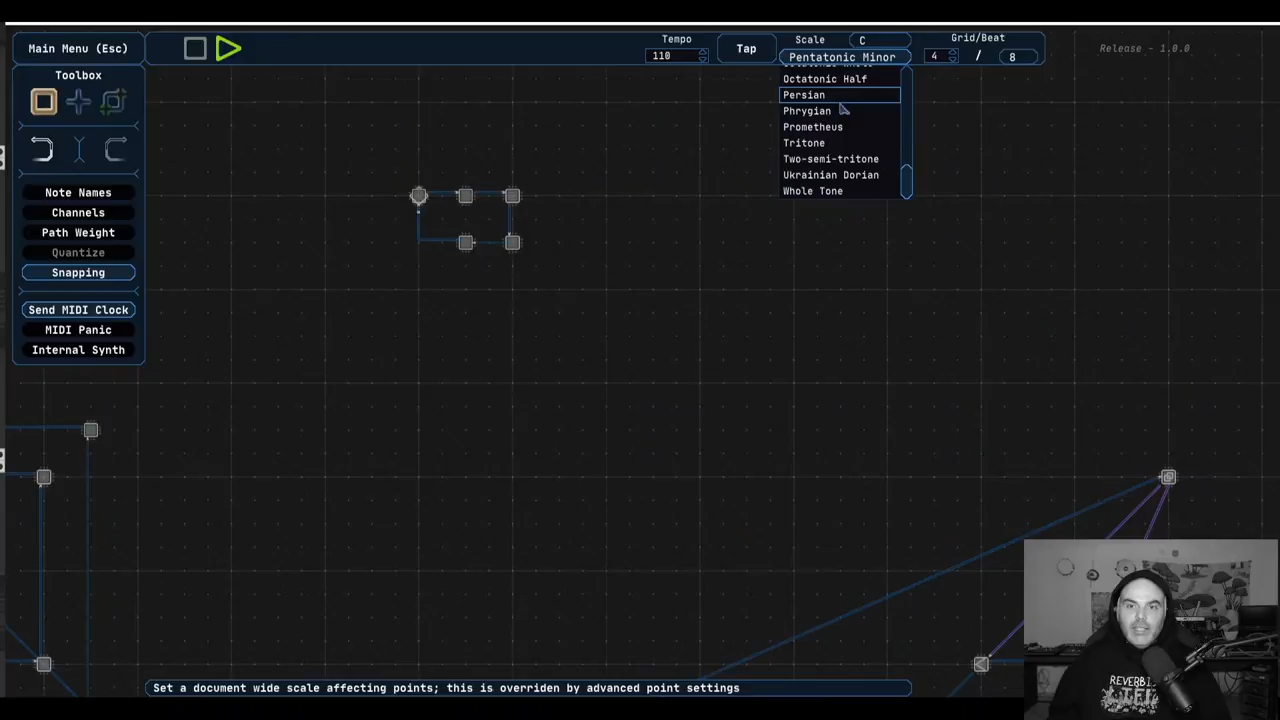 Main Menu (Esc)
Tempo
110
Tap
Scale
C
Pentatonic Minor
Grid/Beat
4 / 8
Release - 1.0.0
Octatonic Half
Persian
Phrygian
Prometheus
Tritone
Two-semi-tritone
Ukrainian Dorian
Whole Tone
Toolbox
Note Names
Channels
Path Weight
Quantize
Snapping
Send MIDI Clock
MIDI Panic
Internal Synth
Set a document wide scale affecting points; this is overriden by advanced point settings